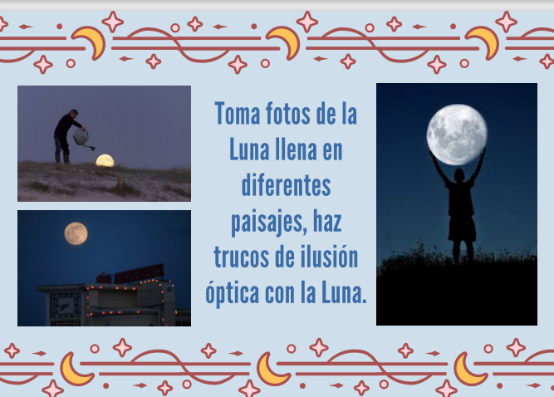 Toma fotos de la
Luna llena en
diferentes
paisajes, haz
trucos de ilusión
óptica con la Luna.